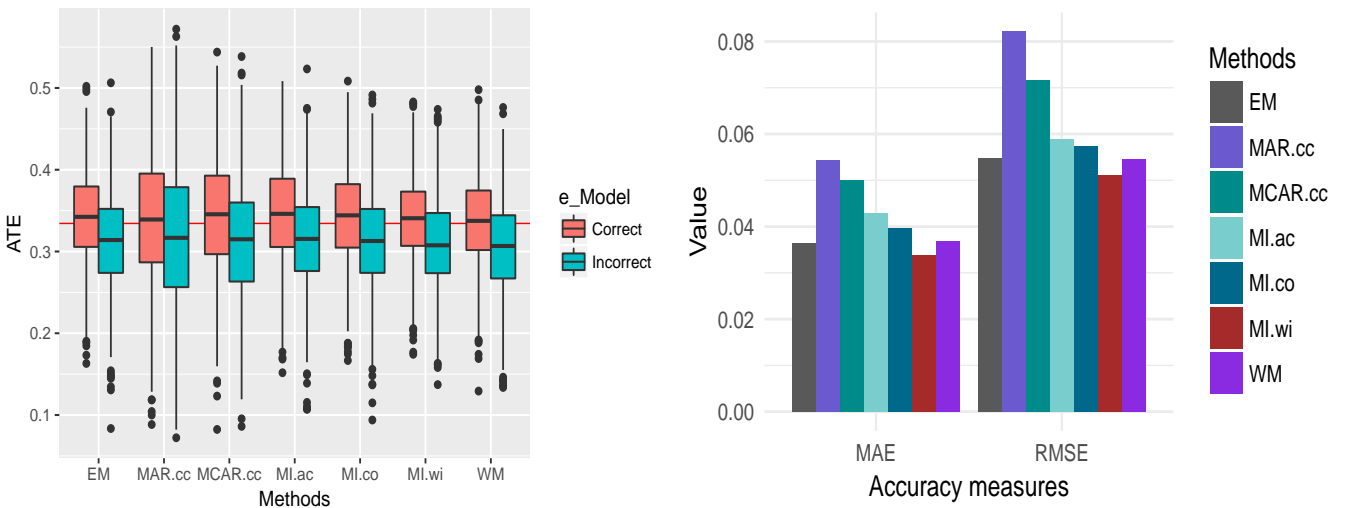 0.5
0.4
0.3
0.2
0.1
ATE
EM MAR.cc MCAR.cc MI.ac MI.co MI.wi WM
Methods
e_Model
Correct
Incorrect
0.08
0.06
0.04
0.02
0.00
Value
MAE RMSE
Accuracy measures
Methods
EM
MAR.cc
MCAR.cc
MI.ac
MI.co
MI.wi
WM